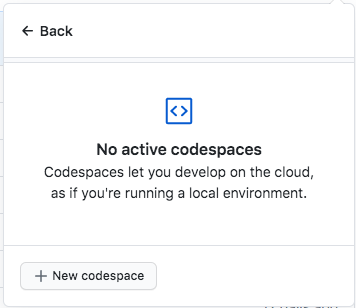 Back
No active codespaces
Codespaces let you develop on the cloud,
as if you're running a local environment.
New codespace